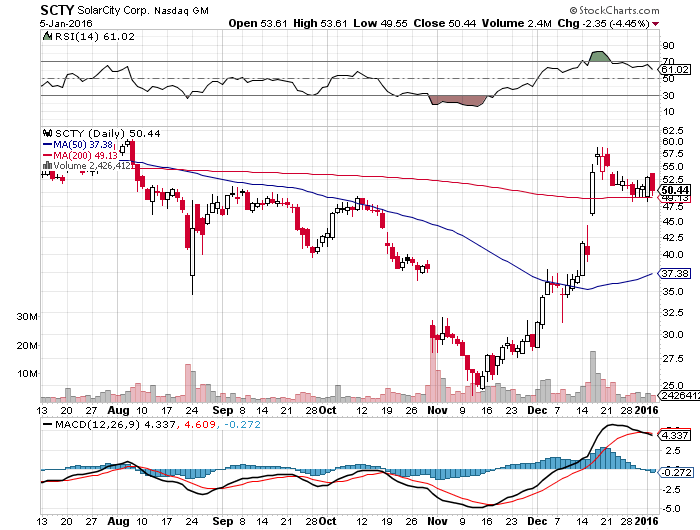 SCTY SolarCity Corp. Nasdaq GM
© StockCharts.com
5-Jan-2016
Open 53.61 High 53.61 Low 49.55 Close 50.44 Volume 2.4M Chg -2.35 (-4.45%)
RSI(14) 61.02
90
70
61.02
50
30
10
SCTY (Daily) 50.44
MA(50) 37.38
MA(200) 49.13
Volume 2,426,412
62.5
60.0
57.5
55.0
52.5
50.44
49.13
47.5
45.0
42.5
40.0
37.38
35.0
32.5
30.0
27.5
25.0
30M
20M
10M
2426412
13 20 27 Aug 10 17 24 Sep 8 14 21 28 Oct 12 19 26 Nov 9 16 23 Dec 7 14 21 28 2016
MACD(12,26,9) 4.337, 4.609, -0.272
4.337
2.5
-0.272
-2.5
-5.0
13 20 27 Aug 10 17 24 Sep 8 14 21 28 Oct 12 19 26 Nov 9 16 23 Dec 7 14 21 28 2016